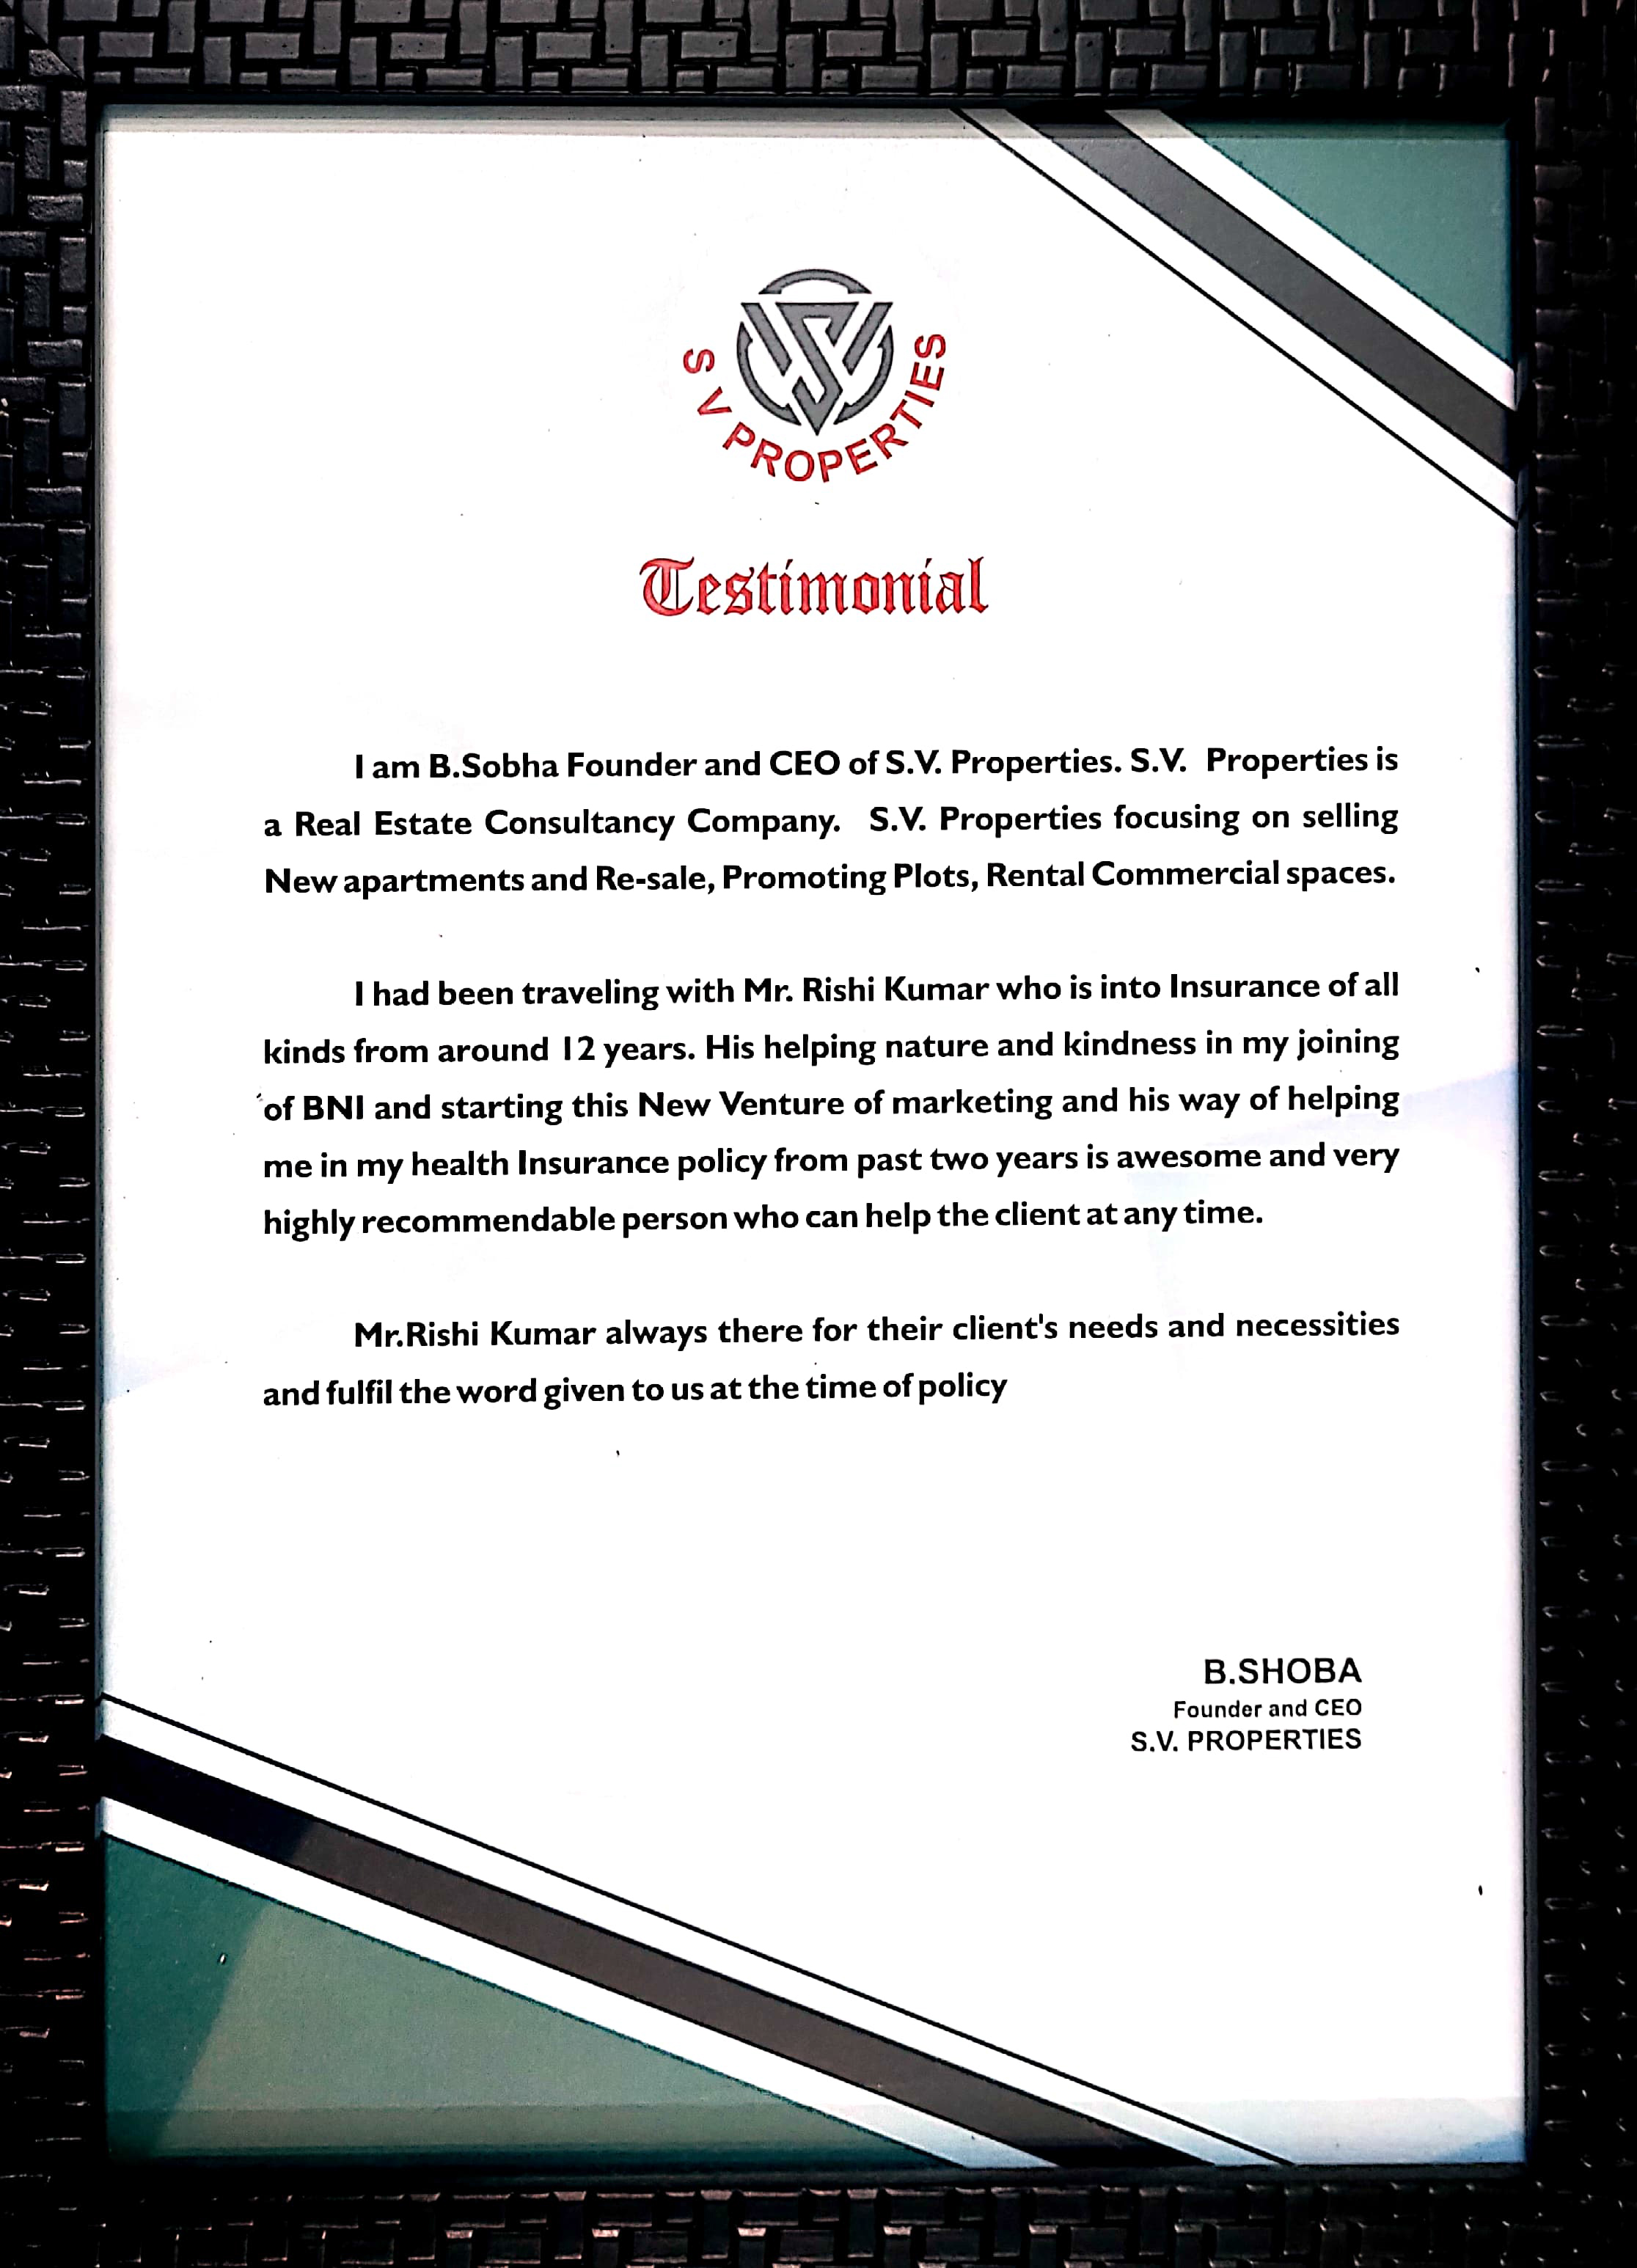 S V PROPERTIES
Testimonial
I am B.Sobha Founder and CEO of S.V. Properties. S.V. Properties is
a Real Estate Consultancy Company. S.V. Properties focusing on selling
New apartments and Re-sale, Promoting Plots, Rental Commercial spaces.
I had been traveling with Mr. Rishi Kumar who is into Insurance of all
kinds from around 12 years. His helping nature and kindness in my joining
of BNI and starting this New Venture of marketing and his way of helping
me in my health Insurance policy from past two years is awesome and very
highly recommendable person who can help the client at any time.
Mr.Rishi Kumar always there for their client's needs and necessities
and fulfil the word given to us at the time of policy
B.SHOBA
Founder and CEO
S.V. PROPERTIES